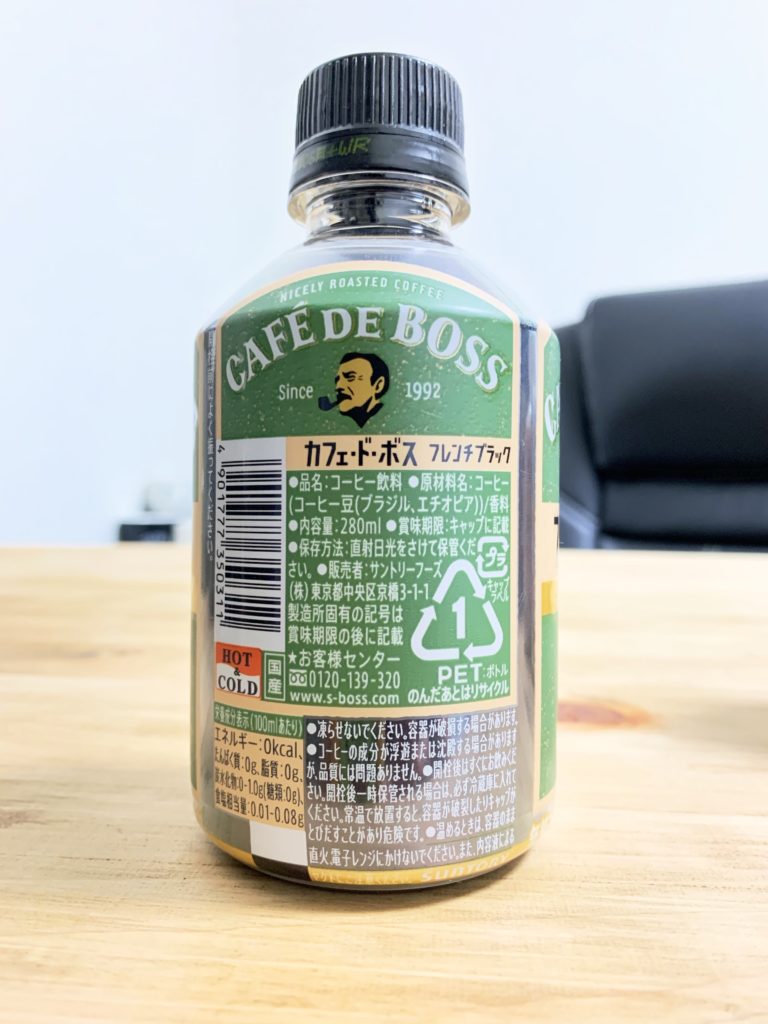 NICELY ROASTED COFFEE
CAFÉ DE BOSS
Since 1992
カフェ・ド・ボス フレンチブラック
●品名:コーヒー飲料 ●原材料名:コーヒー
(コーヒー豆(ブラジル、エチオピア))/香料
●内容量:280ml ●賞味期限:キャップに記載
●保存方法:直射日光をさけて保管くだ
さい。●販売者:サントリーフーズ
(株)東京都中央区京橋3-1-1
製造所固有の記号は
賞味期限の後に記載
★お客様センター
0120-139-320
www.s-boss.com
プラ
キャップ
ラベル
1
PET:ボトル
のんだあとはリサイクル
4901777350311
HOT
&
COLD
国産
栄養成分表示(100mlあたり)
エネルギー:0kcal、
たんぱく質:0g、脂質:0g、
炭水化物:0-1.0g(糖類:0g)、
食塩相当量:0.01-0.08g
●凍らせないでください。容器が破損する場合があります。
●コーヒーの成分が浮遊または沈殿する場合があります
が、品質には問題ありません。●開栓後はすぐにお飲みくだ
さい。開栓後一時保管される場合は、必ず冷蔵庫に入れて
ください。常温で放置すると、容器が破裂したりキャップが
とびだすことがあり危険です。●温めるときは、容器のまま
直火、電子レンジにかけないでください。また、内容液による
SUNTORY